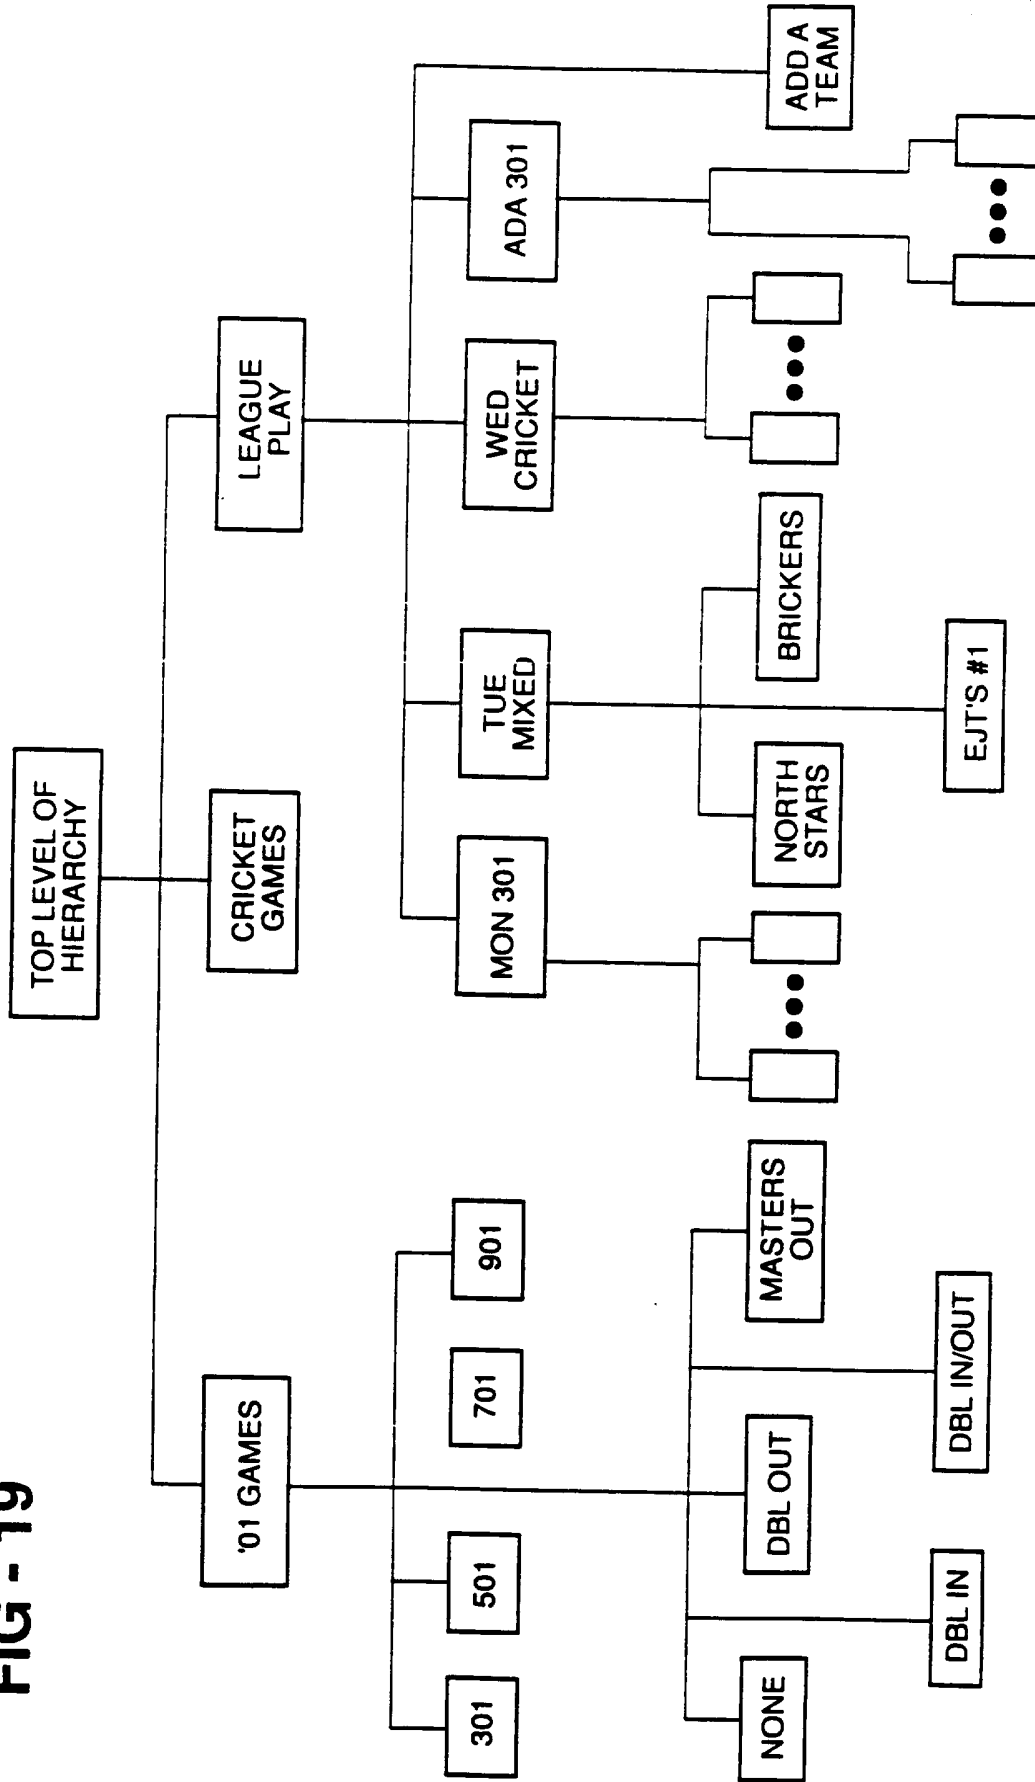 FIG - 19
TOP LEVEL OF
HIERARCHY
'01 GAMES
CRICKET
GAMES
LEAGUE
PLAY
301
501
701
901
MON 301
TUE
MIXED
WED
CRICKET
ADA 301
NONE
DBL OUT
MASTERS
OUT
NORTH
STARS
BRICKERS
ADD A
TEAM
DBL IN
DBL IN/OUT
EJT'S #1